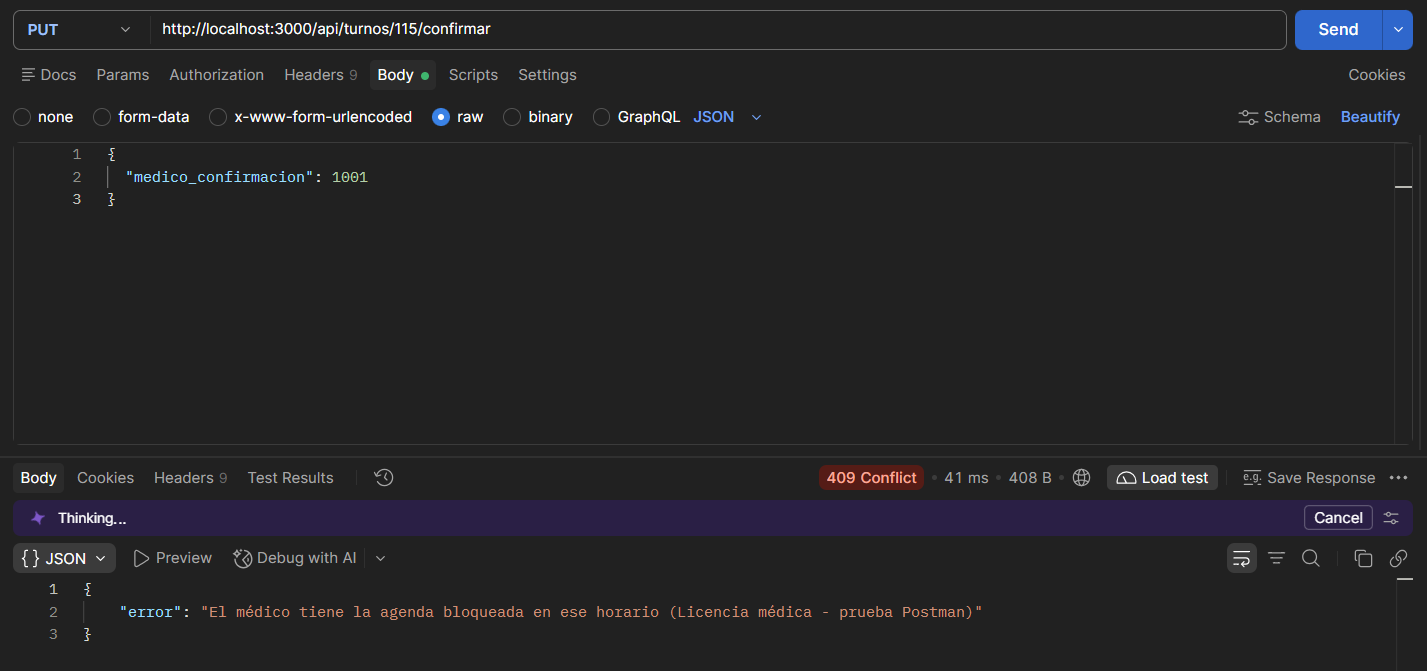 PUT http://localhost:3000/api/turnos/115/confirmar Send
Docs Params Authorization Headers 9 Body Scripts Settings Cookies
none form-data x-www-form-urlencoded raw binary GraphQL JSON Schema Beautify
1 {
2 "medico_confirmacion": 1001
3 }
Body Cookies Headers 9 Test Results 409 Conflict • 41 ms • 408 B • Load test e.g. Save Response
Thinking... Cancel
{ } JSON Preview Debug with AI
1 {
2 "error": "El médico tiene la agenda bloqueada en ese horario (Licencia médica - prueba Postman)"
3 }